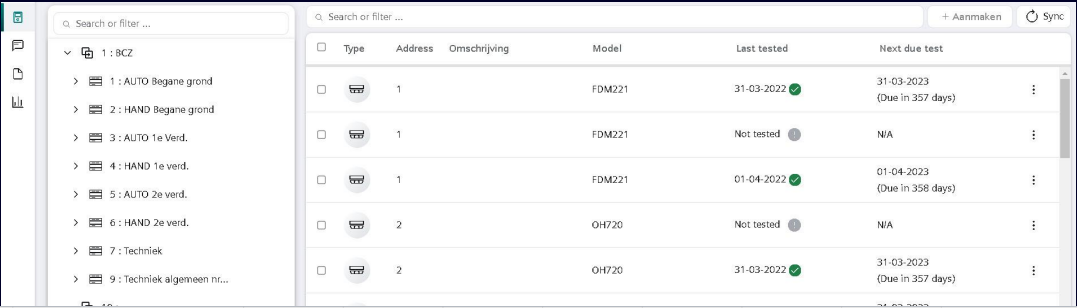 Search or filter ...
1 : BCZ
1 : AUTO Begane grond
2 : HAND Begane grond
3 : AUTO 1e Verd.
4 : HAND 1e verd.
5 : AUTO 2e verd.
6 : HAND 2e verd.
7 : Techniek
9 : Techniek algemeen nr...
Search or filter ...
+ Aanmaken
Sync
Type Address Omschrijving Model Last tested Next due test
1 FDM221 31-03-2022 31-03-2023
(Due in 357 days)
1 FDM221 Not tested N/A
1 FDM221 01-04-2022 01-04-2023
(Due in 358 days)
2 OH720 Not tested N/A
2 OH720 31-03-2022 31-03-2023
(Due in 357 days)